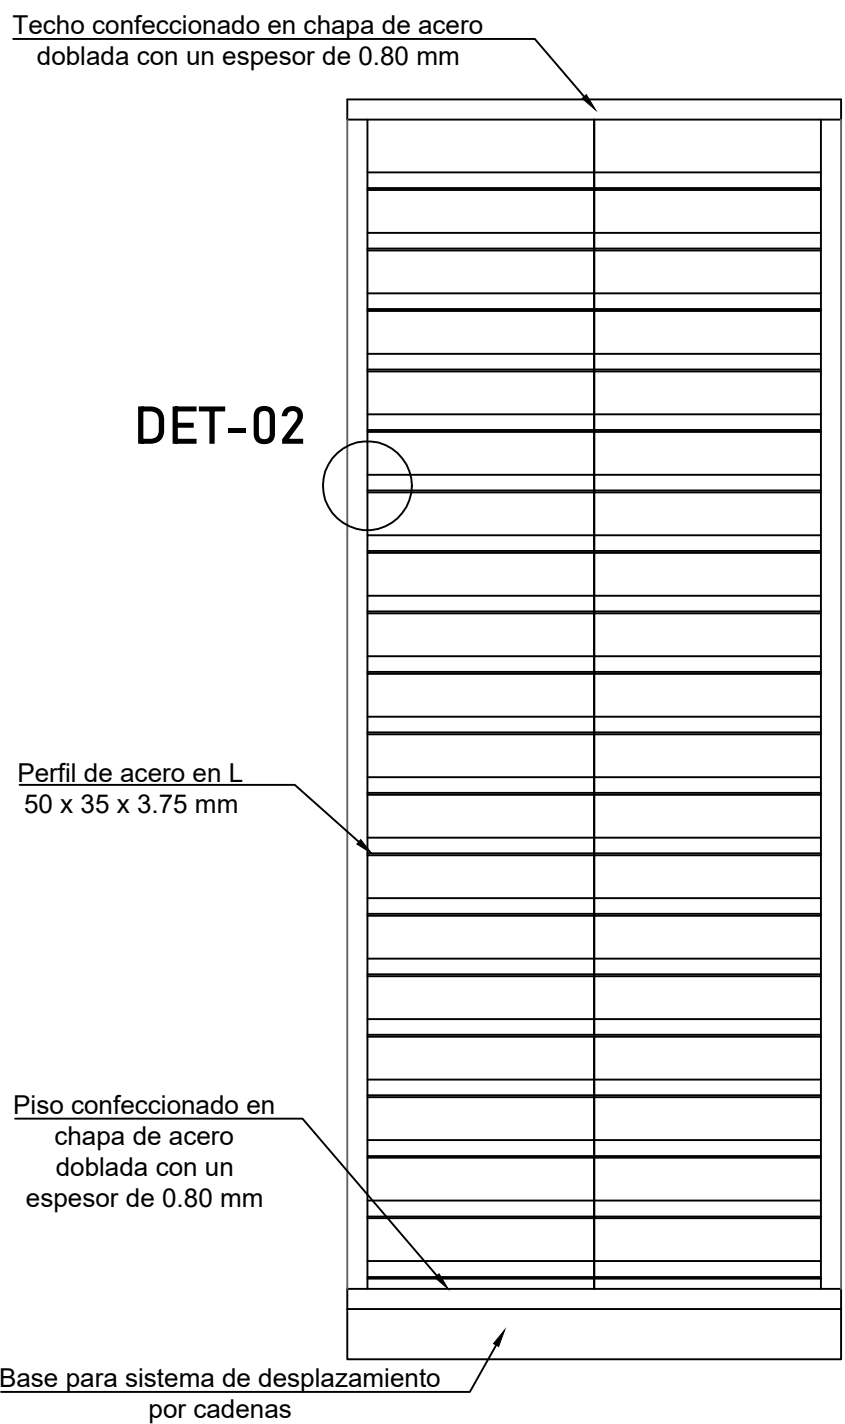 Techo confeccionado en chapa de acero
doblada con un espesor de 0.80 mm
DET-02
Perfil de acero en L
50 x 35 x 3.75 mm
Piso confeccionado en
chapa de acero
doblada con un
espesor de 0.80 mm
Base para sistema de desplazamiento
por cadenas